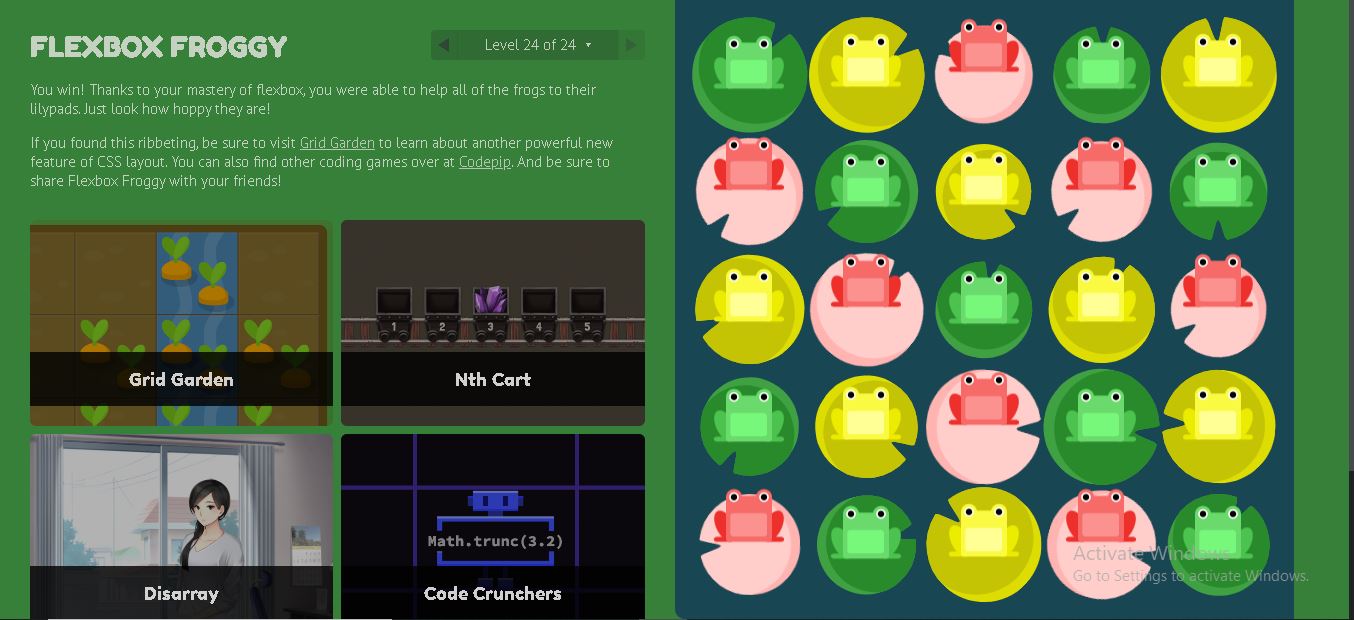 FLEXBOX FROGGY
Level 24 of 24
You win! Thanks to your mastery of flexbox, you were able to help all of the frogs to their
lilypads. Just look how hoppy they are!
If you found this ribbeting, be sure to visit Grid Garden to learn about another powerful new
feature of CSS layout. You can also find other coding games over at Codepip. And be sure to
share Flexbox Froggy with your friends!
1 2 3 4 5
Grid Garden
Nth Cart
Math.trunc(3.2)
Disarray
Code Crunchers
Activate Windows
Go to Settings to activate Windows.